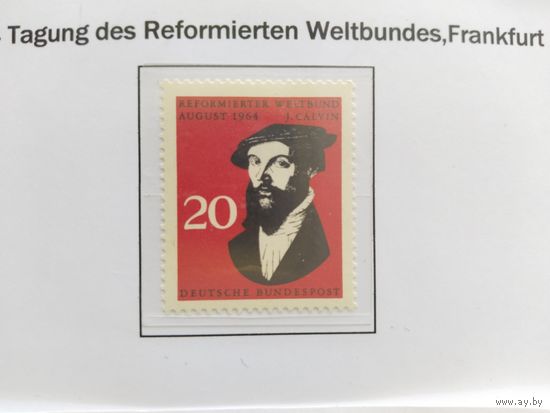 Tagung des Reformierten Weltbundes,Frankfurt
REFORMIERTER WELTBUND
AUGUST 1964 J. CALVIN
20
DEUTSCHE BUNDESPOST
www.ay.by